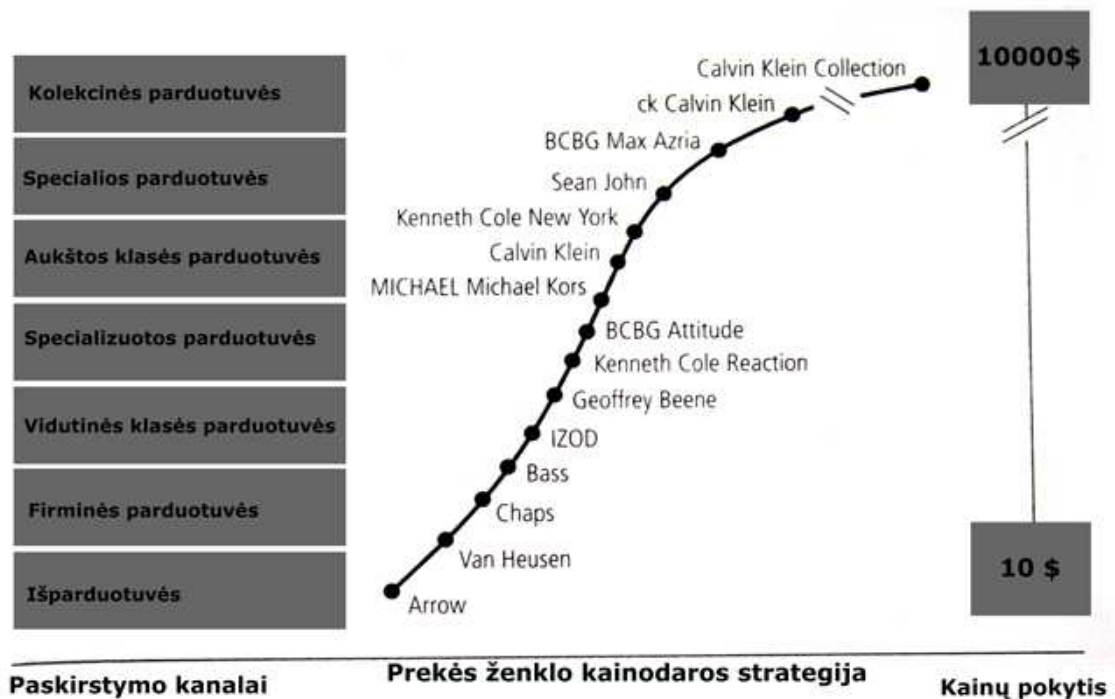 Kolekcinės parduotuvės
Specialios parduotuvės
Aukštos klasės parduotuvės
Specializuotos parduotuvės
Vidutinės klasės parduotuvės
Firminės parduotuvės
Išparduotuvės
Calvin Klein Collection
ck Calvin Klein
BCBG Max Azria
Sean John
Kenneth Cole New York
Calvin Klein
MICHAEL Michael Kors
BCBG Attitude
Kenneth Cole Reaction
Geoffrey Beene
IZOD
Bass
Chaps
Van Heusen
Arrow
10000$
10 $
Paskirstymo kanalai
Prekės ženklo kainodaros strategija
Kainų pokytis